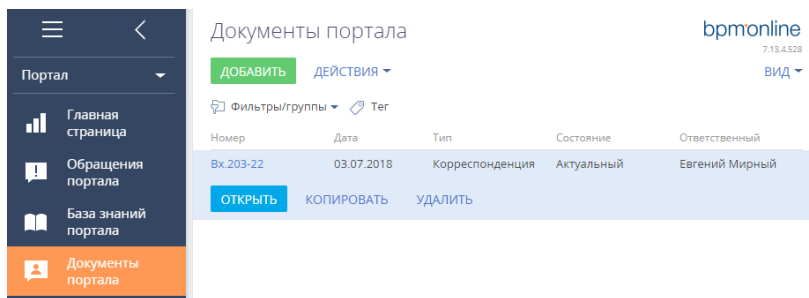 Документы портала
bpmonline
7.13.4.528
Портал
ДОБАВИТЬ ДЕЙСТВИЯ ВИД
Фильтры/группы Тег
Главная
страница
Номер Дата Тип Состояние Ответственный
Обращения
портала
Вх.203-22 03.07.2018 Корреспонденция Актуальный Евгений Мирный
ОТКРЫТЬ КОПИРОВАТЬ УДАЛИТЬ
База знаний
портала
Документы
портала